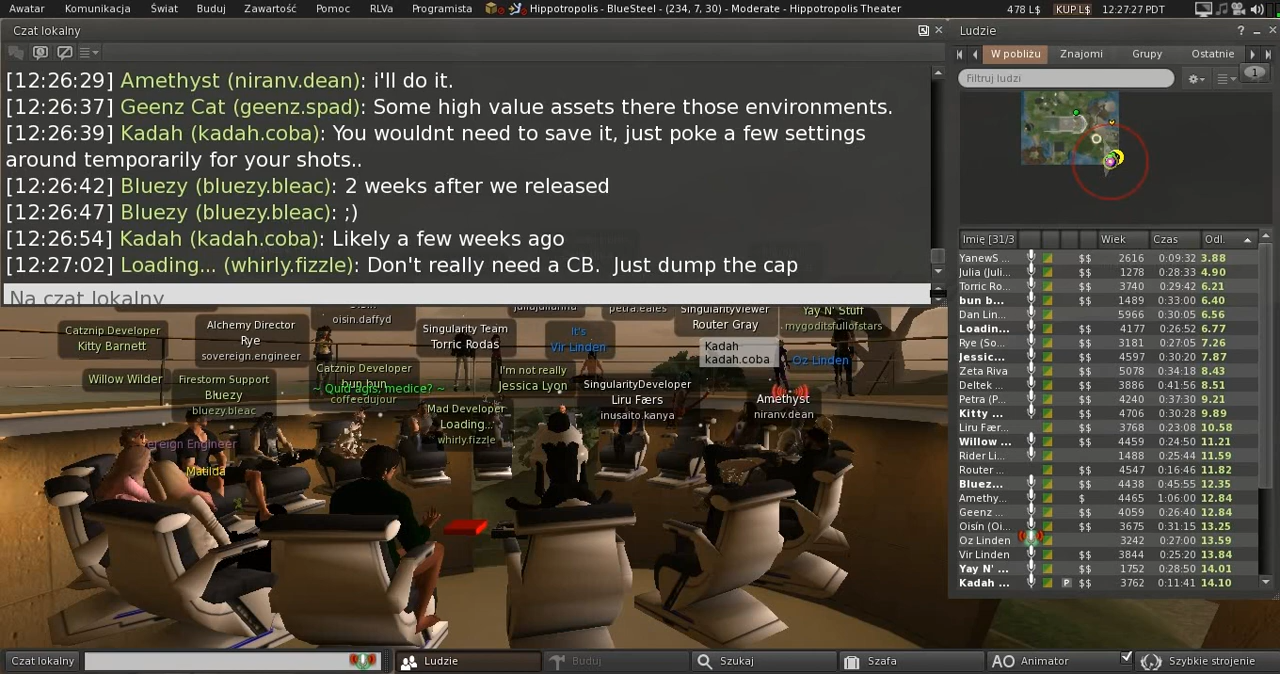 Awatar Komunikacja Świat Buduj Zawartość Pomoc RLVa Programista Hippotropolis - BlueSteel - (234, 7, 30) - Moderate - Hippotropolis Theater 478 L$ KUP L$ 12:27:27 PDT
Czat lokalny
[12:26:29] Amethyst (niranv.dean): i'll do it.
[12:26:37] Geenz Cat (geenz.spad): Some high value assets there those environments.
[12:26:39] Kadah (kadah.coba): You wouldnt need to save it, just poke a few settings
around temporarily for your shots..
[12:26:42] Bluezy (bluezy.bleac): 2 weeks after we released
[12:26:47] Bluezy (bluezy.bleac): ;)
[12:26:54] Kadah (kadah.coba): Likely a few weeks ago
[12:27:02] Loading... (whirly.fizzle): Don't really need a CB. Just dump the cap
Na czat lokalny
oisin.daffyd
petra.eales
SingularityViewer
Router Gray
Yay N' Stuff
mygoditsfullofstars
Catznip Developer
Kitty Barnett
Alchemy Director
Rye
sovereign.engineer
Singularity Team
Torric Rodas
It's
Vir Linden
Kadah
kadah.coba
Oz Linden
Willow Wilder
Firestorm Support
Bluezy
bluezy.bleac
Catznip Developer
bun bun
coffeedujour
~ Quid agis, medice? ~
I'm not really
Jessica Lyon
SingularityDeveloper
Liru Færs
inusaito.kanya
Amethyst
niranv.dean
Mad Developer
Loading...
whirly.fizzle
ereign Engineer
Matilda
Ludzie
W pobliżu Znajomi Grupy Ostatnie
Filtruj ludzi
1
Imię [31/3 Wiek Czas Odl.
YanewS ... $$ 2616 0:09:32 3.88
Julia (Juli... $$ 1278 0:28:33 4.90
Torric Ro... $$ 3740 0:29:42 6.21
bun b... $$ 1489 0:33:00 6.40
Dan Lin... 5966 0:30:05 6.56
Loadin... $$ 4177 0:26:52 6.77
Rye (So... $$ 3181 0:27:05 7.26
Jessic... $$ 4597 0:30:20 7.87
Zeta Riva $$ 5078 0:34:18 8.43
Deltek ... $$ 3886 0:41:56 8.51
Petra (P... $$ 4240 0:37:30 9.21
Kitty ... $$ 4706 0:30:28 9.89
Liru Fær... $$ 3768 0:23:08 10.58
Willow ... $$ 4459 0:24:50 11.21
Rider Li... 1488 0:25:44 11.59
Router ... $$ 4547 0:16:46 11.82
Bluez... $$ 4438 0:45:55 12.35
Amethy... $ 4465 1:06:00 12.84
Geenz ... $$ 4059 0:26:40 12.84
Oisín (Oi... $$ 3675 0:31:15 13.25
Oz Linden 3242 0:27:00 13.59
Vir Linden $$ 3844 0:25:20 13.84
Yay N' ... $$ 1752 0:28:50 14.01
Kadah ... P $$ 3762 0:11:41 14.10
Czat lokalny Ludzie Buduj Szukaj Szafa AO Animator Szybkie strojenie